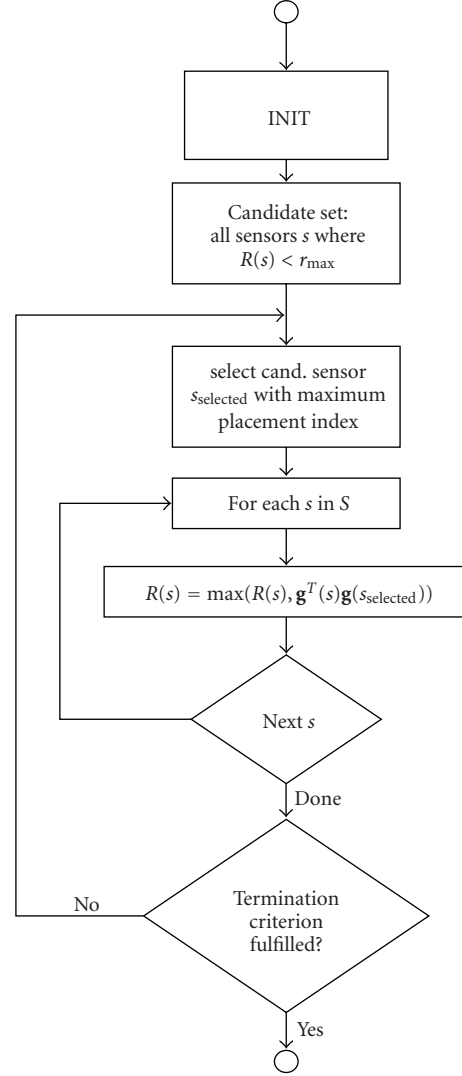 INIT
Candidate set:
all sensors s where
R(s) < r_max
select cand. sensor
s_selected with maximum
placement index
For each s in S
R(s) = max(R(s), g^T(s)g(s_selected))
Next s
Done
Termination
criterion
fulfilled?
No
Yes